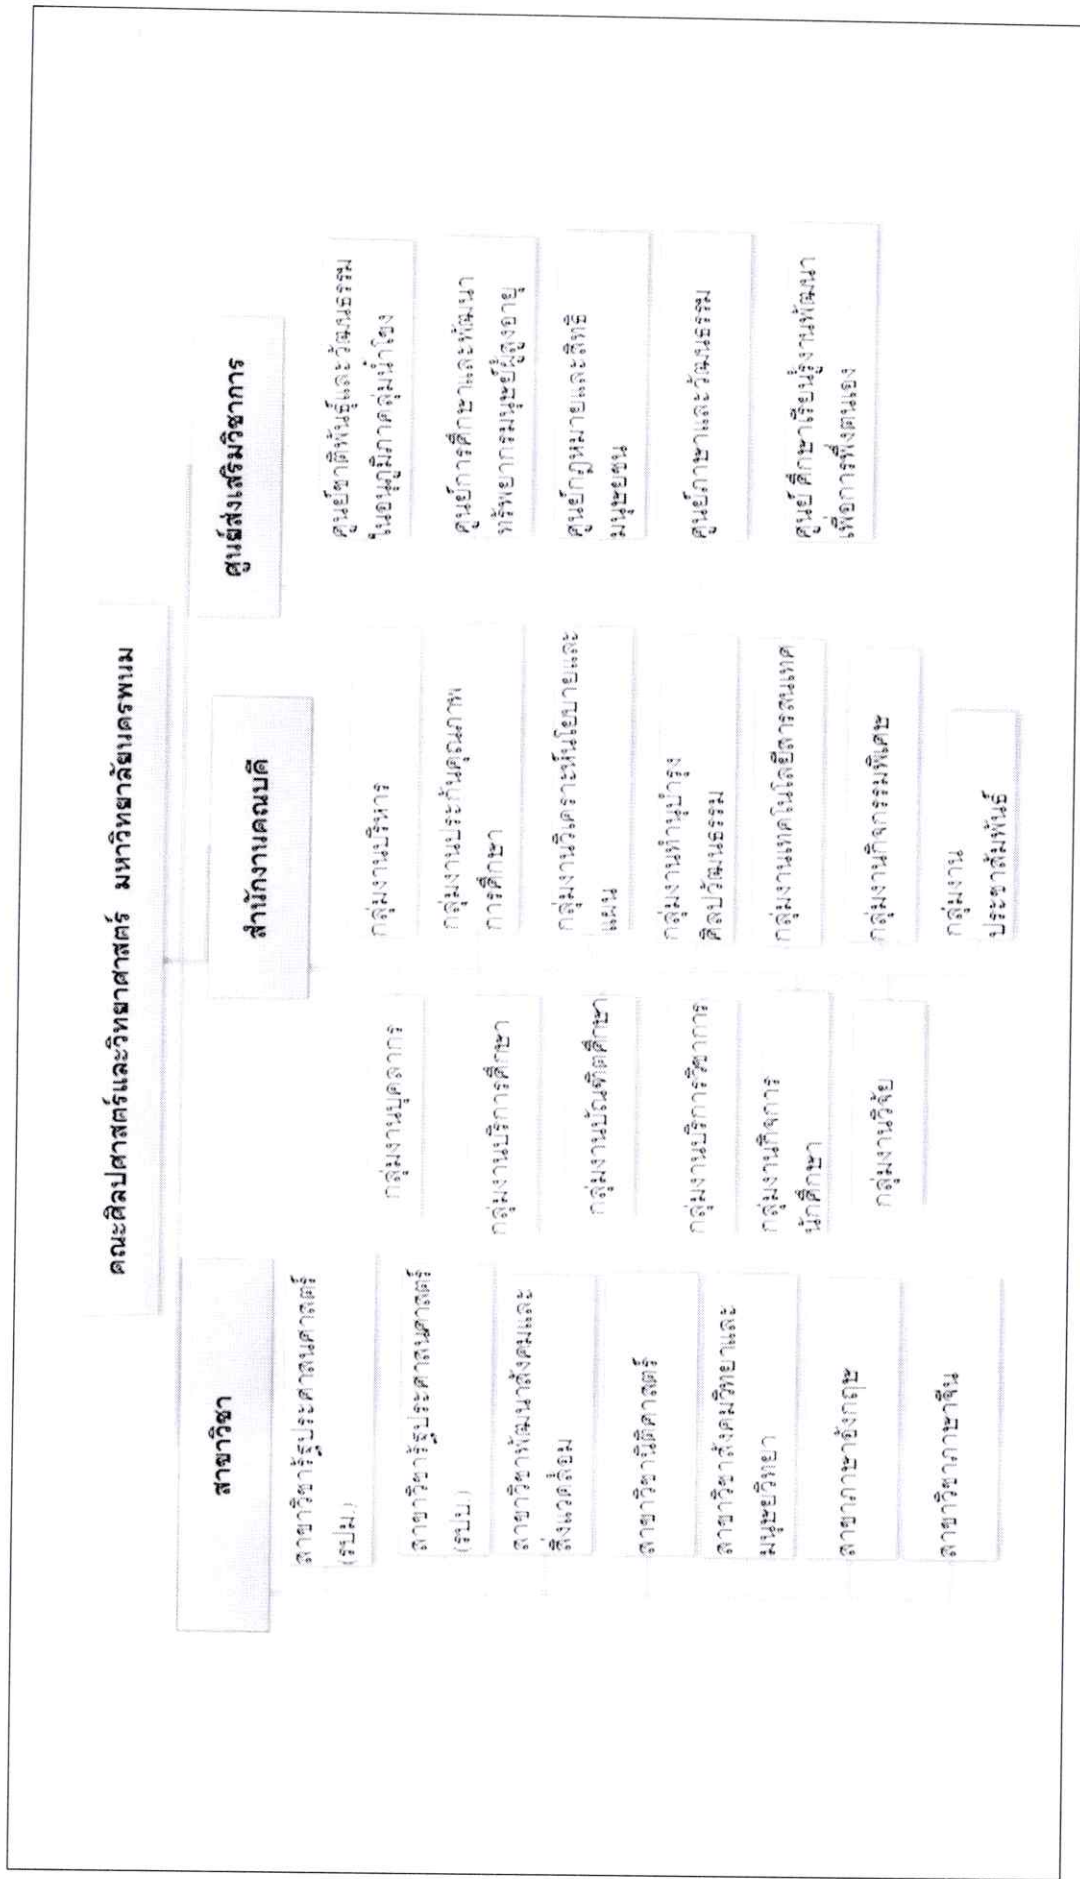 คณะศิลปศาสตร์และวิทยาศาสตร์ มหาวิทยาลัยนครพนม
สาขาวิชา
สาขาวิชารัฐประศาสนศาสตร์
(รปม.)
สาขาวิชารัฐประศาสนศาสตร์
(รปบ.)
สาขาวิชาพัฒนาสังคมและ
สิ่งแวดล้อม
สาขาวิชานิติศาสตร์
สาขาวิชาสังคมวิทยาและ
มนุษยวิทยา
สาขาภาษาอังกฤษ
สาขาวิชาภาษาจีน
สำนักงานคณบดี
กลุ่มงานบุคลากร
กลุ่มงานบริการศึกษา
กลุ่มงานบัณฑิตศึกษา
กลุ่มงานบริการวิชาการ
กลุ่มงานกิจการ
นักศึกษา
กลุ่มงานวิจัย
กลุ่มงานบริหาร
กลุ่มงานประกันคุณภาพ
การศึกษา
กลุ่มงานวิเคราะห์นโยบายและ
แผน
กลุ่มงานทำนุบำรุง
ศิลปวัฒนธรรม
กลุ่มงานเทคโนโลยีสารสนเทศ
กลุ่มงานกิจกรรมพิเศษ
กลุ่มงาน
ประชาสัมพันธ์
ศูนย์ส่งเสริมวิชาการ
ศูนย์ชาติพันธุ์และวัฒนธรรม
ในอนุภูมิภาคลุ่มน้ำโขง
ศูนย์การศึกษาและพัฒนา
ทรัพยากรมนุษย์ผู้สูงอายุ
ศูนย์กฎหมายและสิทธิ
มนุษยชน
ศูนย์ภาษาและวัฒนธรรม
ศูนย์ ศึกษาเรียนรู้งานพัฒนา
เพื่อการพึ่งตนเอง